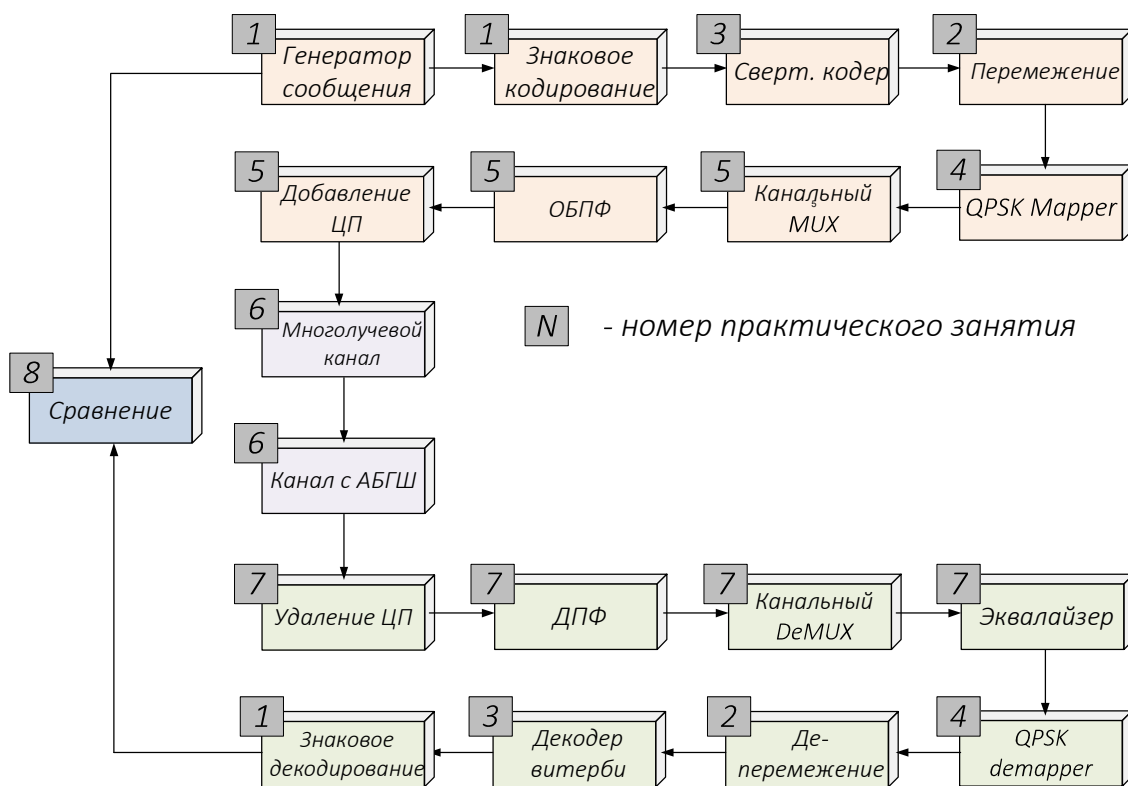 1
Генератор
сообщения
1
Знаковое
кодирование
3
Сверт. кодер
2
Перемежение
5
Добавление
ЦП
5
ОБПФ
5
Канальный
MUX
5
4
QPSK Mapper
6
Многолучевой
канал
N - номер практического занятия
8
Сравнение
6
Канал с АБГШ
7
Удаление ЦП
7
ДПФ
7
Канальный
DeMUX
7
Эквалайзер
1
Знаковое
декодирование
3
Декодер
витерби
2
Де-
перемежение
4
QPSK
demapper